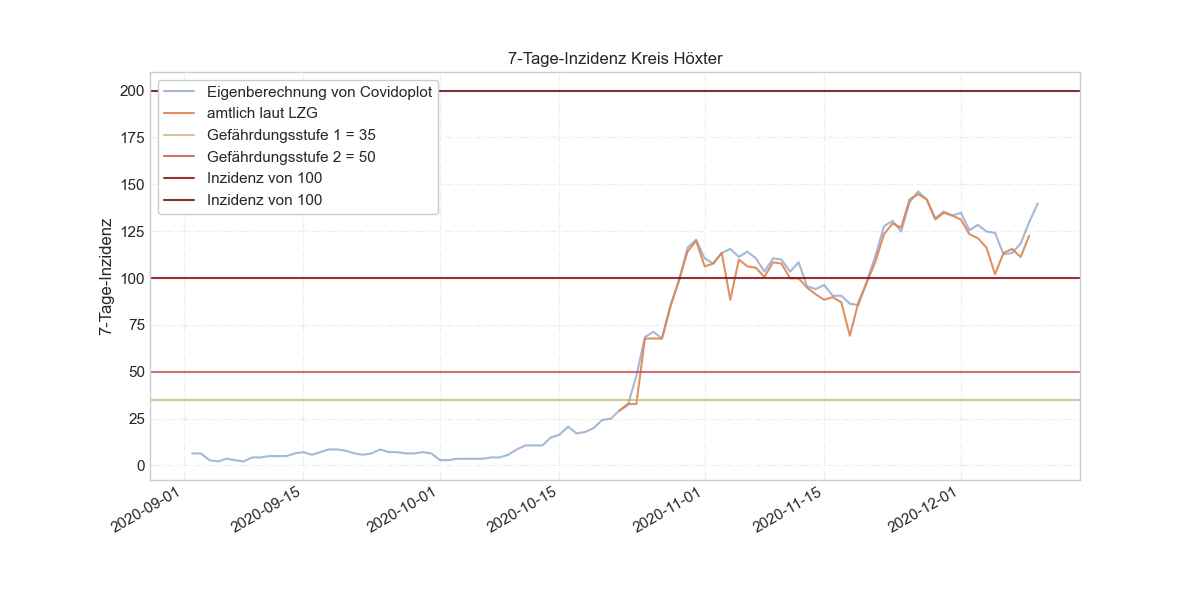 7-Tage-Inzidenz Kreis Höxter
Eigenberechnung von Covidoplot
amtlich laut LZG
Gefährdungsstufe 1 = 35
Gefährdungsstufe 2 = 50
Inzidenz von 100
Inzidenz von 100
7-Tage-Inzidenz
200
175
150
125
100
75
50
25
0
2020-09-01
2020-09-15
2020-10-01
2020-10-15
2020-11-01
2020-11-15
2020-12-01